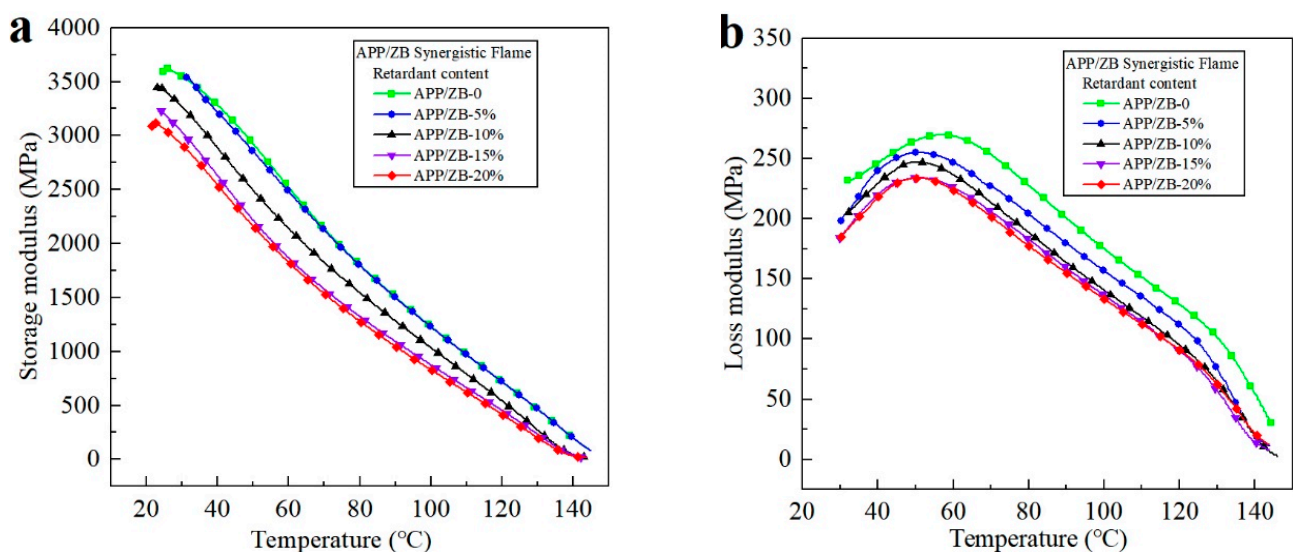 a
Storage modulus (MPa)
4000
3500
3000
2500
2000
1500
1000
500
0
APP/ZB Synergistic Flame
Retardant content
APP/ZB-0
APP/ZB-5%
APP/ZB-10%
APP/ZB-15%
APP/ZB-20%
20 40 60 80 100 120 140
Temperature (℃)
b
Loss modulus (MPa)
350
300
250
200
150
100
50
0
APP/ZB Synergistic Flame
Retardant content
APP/ZB-0
APP/ZB-5%
APP/ZB-10%
APP/ZB-15%
APP/ZB-20%
20 40 60 80 100 120 140
Temperature (℃)